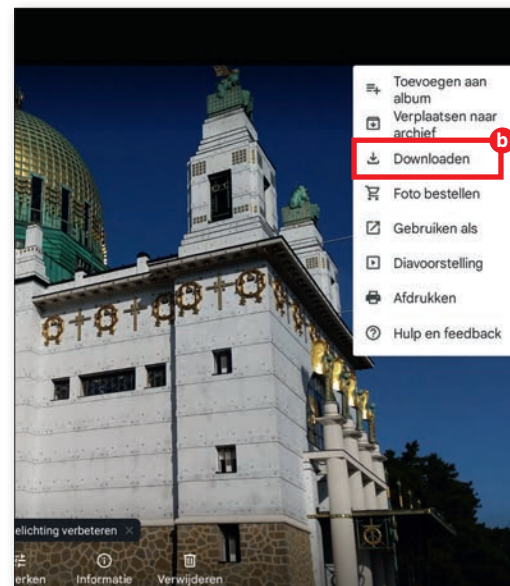 Toevoegen aan
album
Verplaatsen naar
archief
b
Downloaden
Foto bestellen
Gebruiken als
Diavoorstelling
Afdrukken
Hulp en feedback
elichting verbeteren ×
erken Informatie Verwijderen